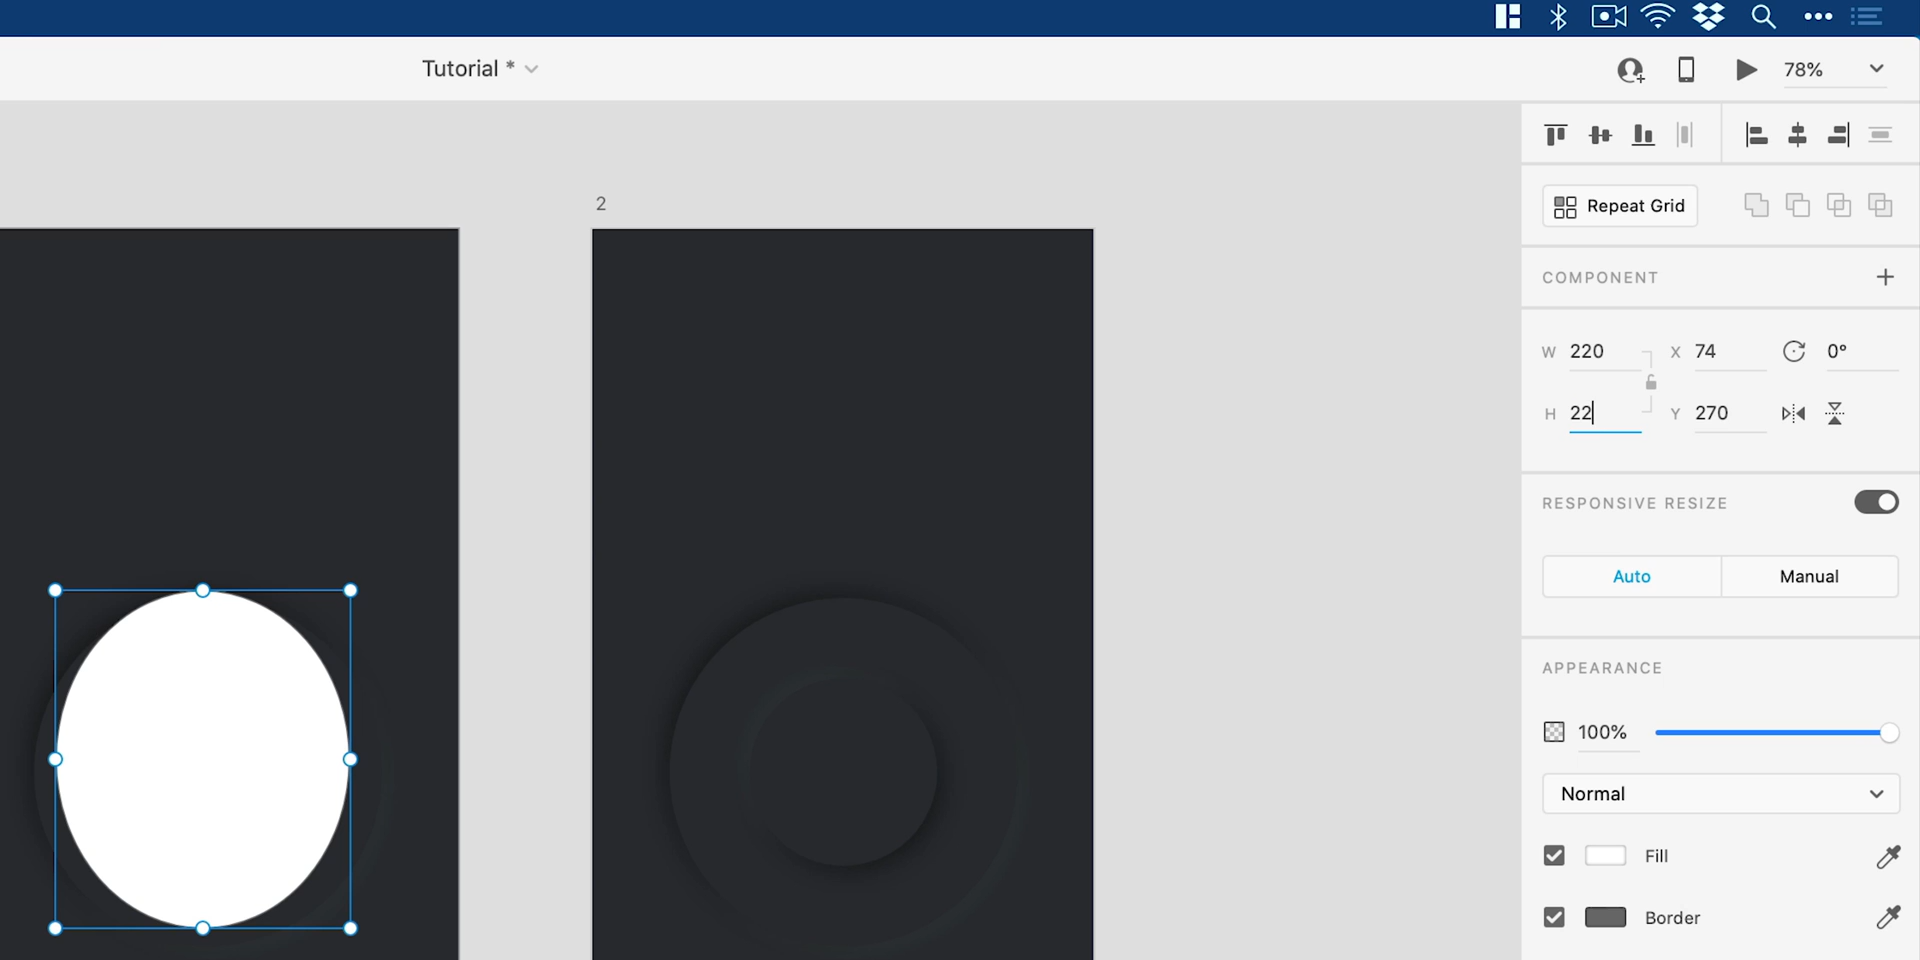 Tutorial *
78%
2
Repeat Grid
COMPONENT
W 220 X 74 0°
H 22 Y 270
RESPONSIVE RESIZE
Auto Manual
APPEARANCE
100%
Normal
Fill
Border